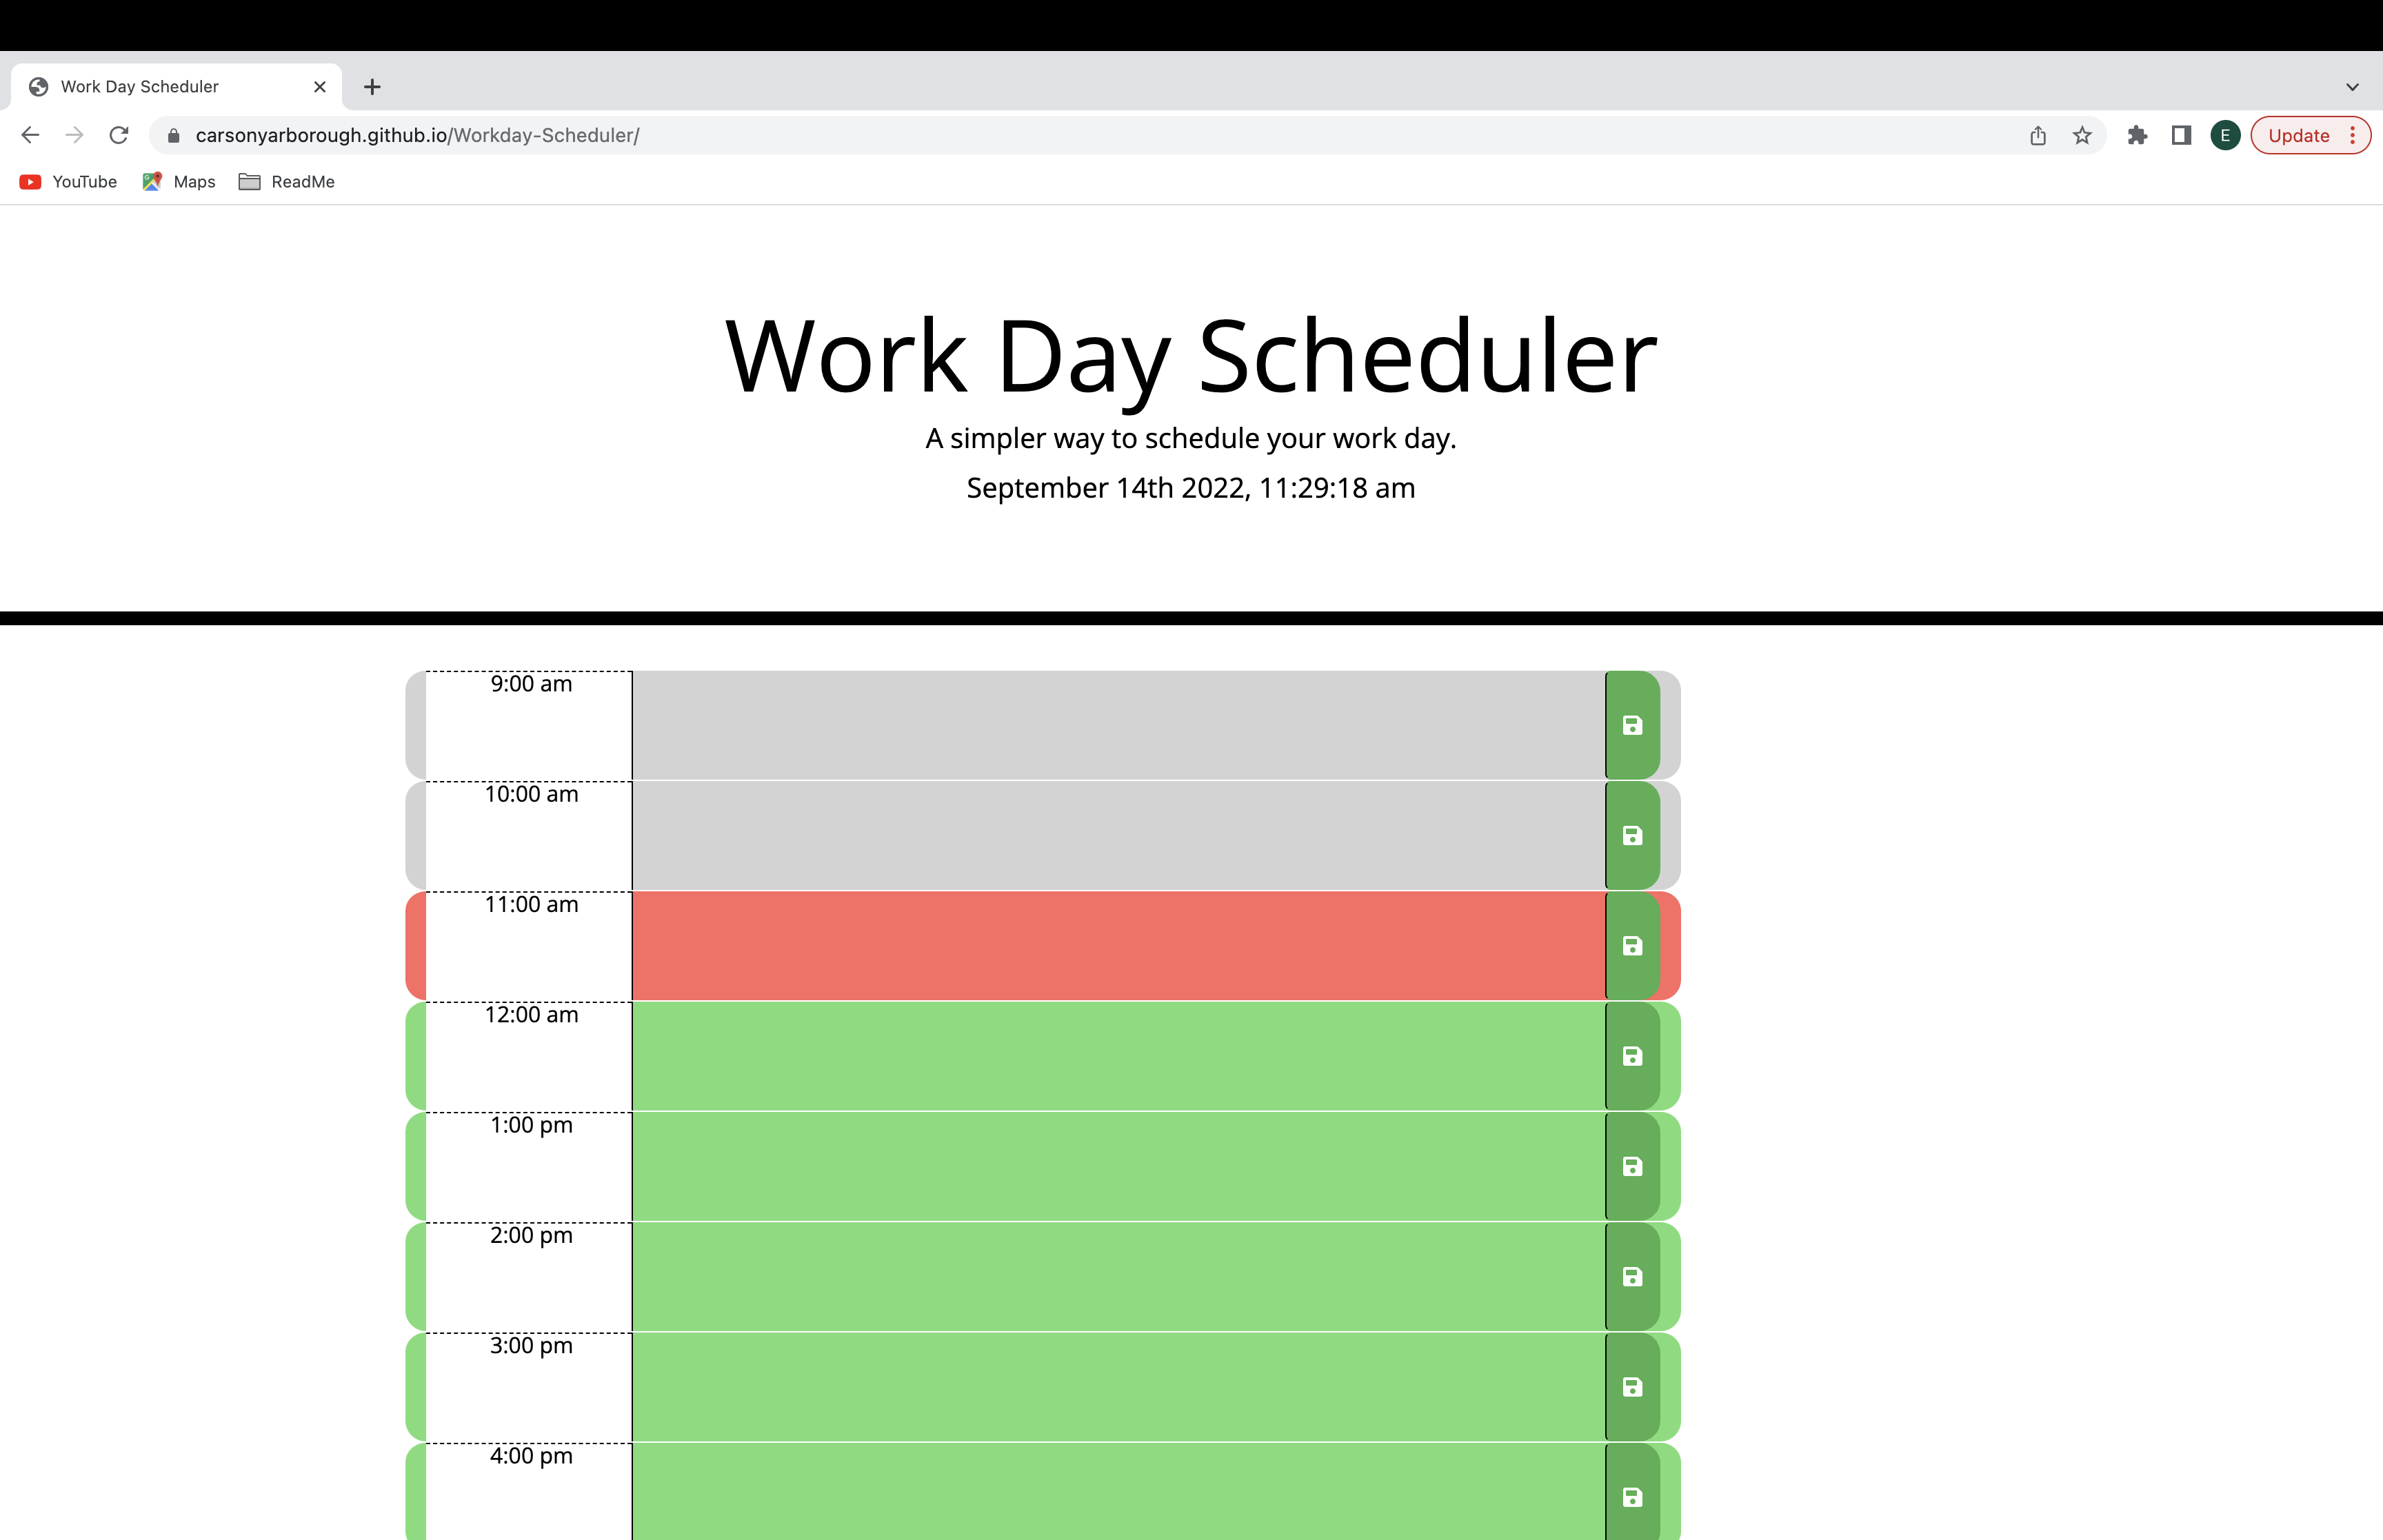 Work Day Scheduler
carsonyarborough.github.io/Workday-Scheduler/
E
Update
YouTube
Maps
ReadMe
Work Day Scheduler
A simpler way to schedule your work day.
September 14th 2022, 11:29:18 am
9:00 am
10:00 am
11:00 am
12:00 am
1:00 pm
2:00 pm
3:00 pm
4:00 pm